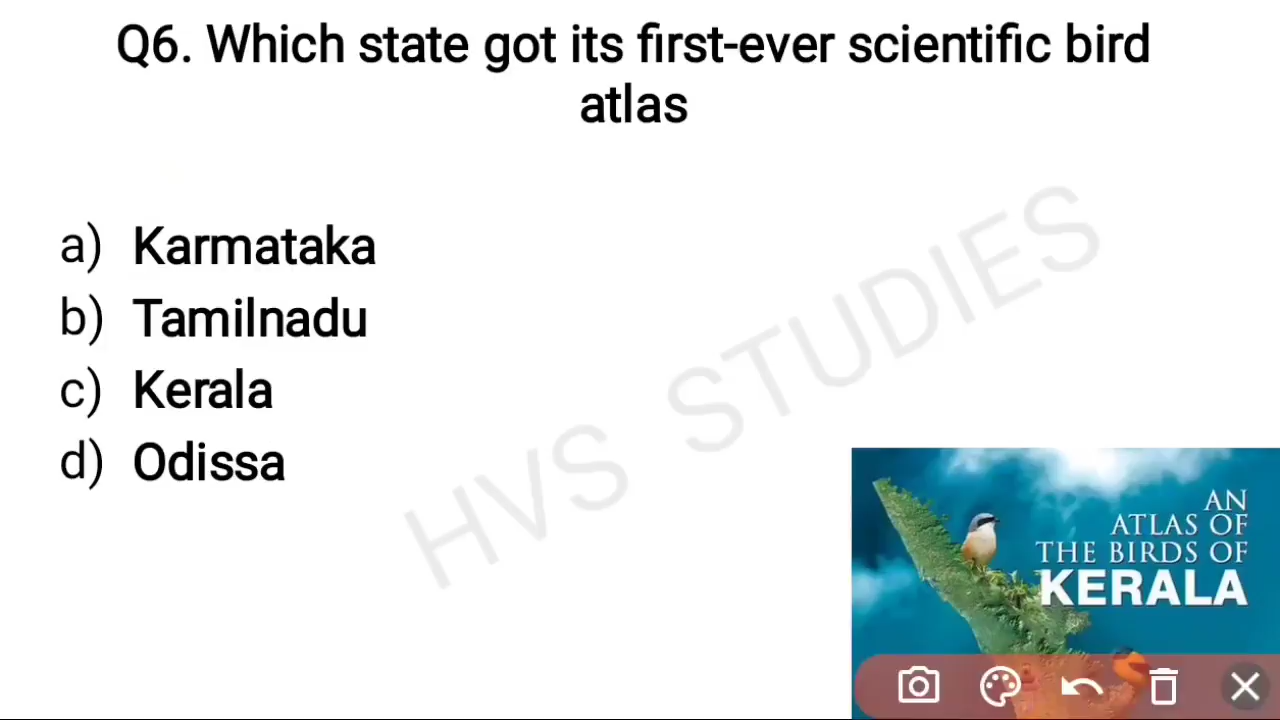 Q6. Which state got its first-ever scientific bird
atlas
a) Karmataka
b) Tamilnadu
c) Kerala
d) Odissa
HVS STUDIES
AN
ATLAS OF
THE BIRDS OF
KERALA